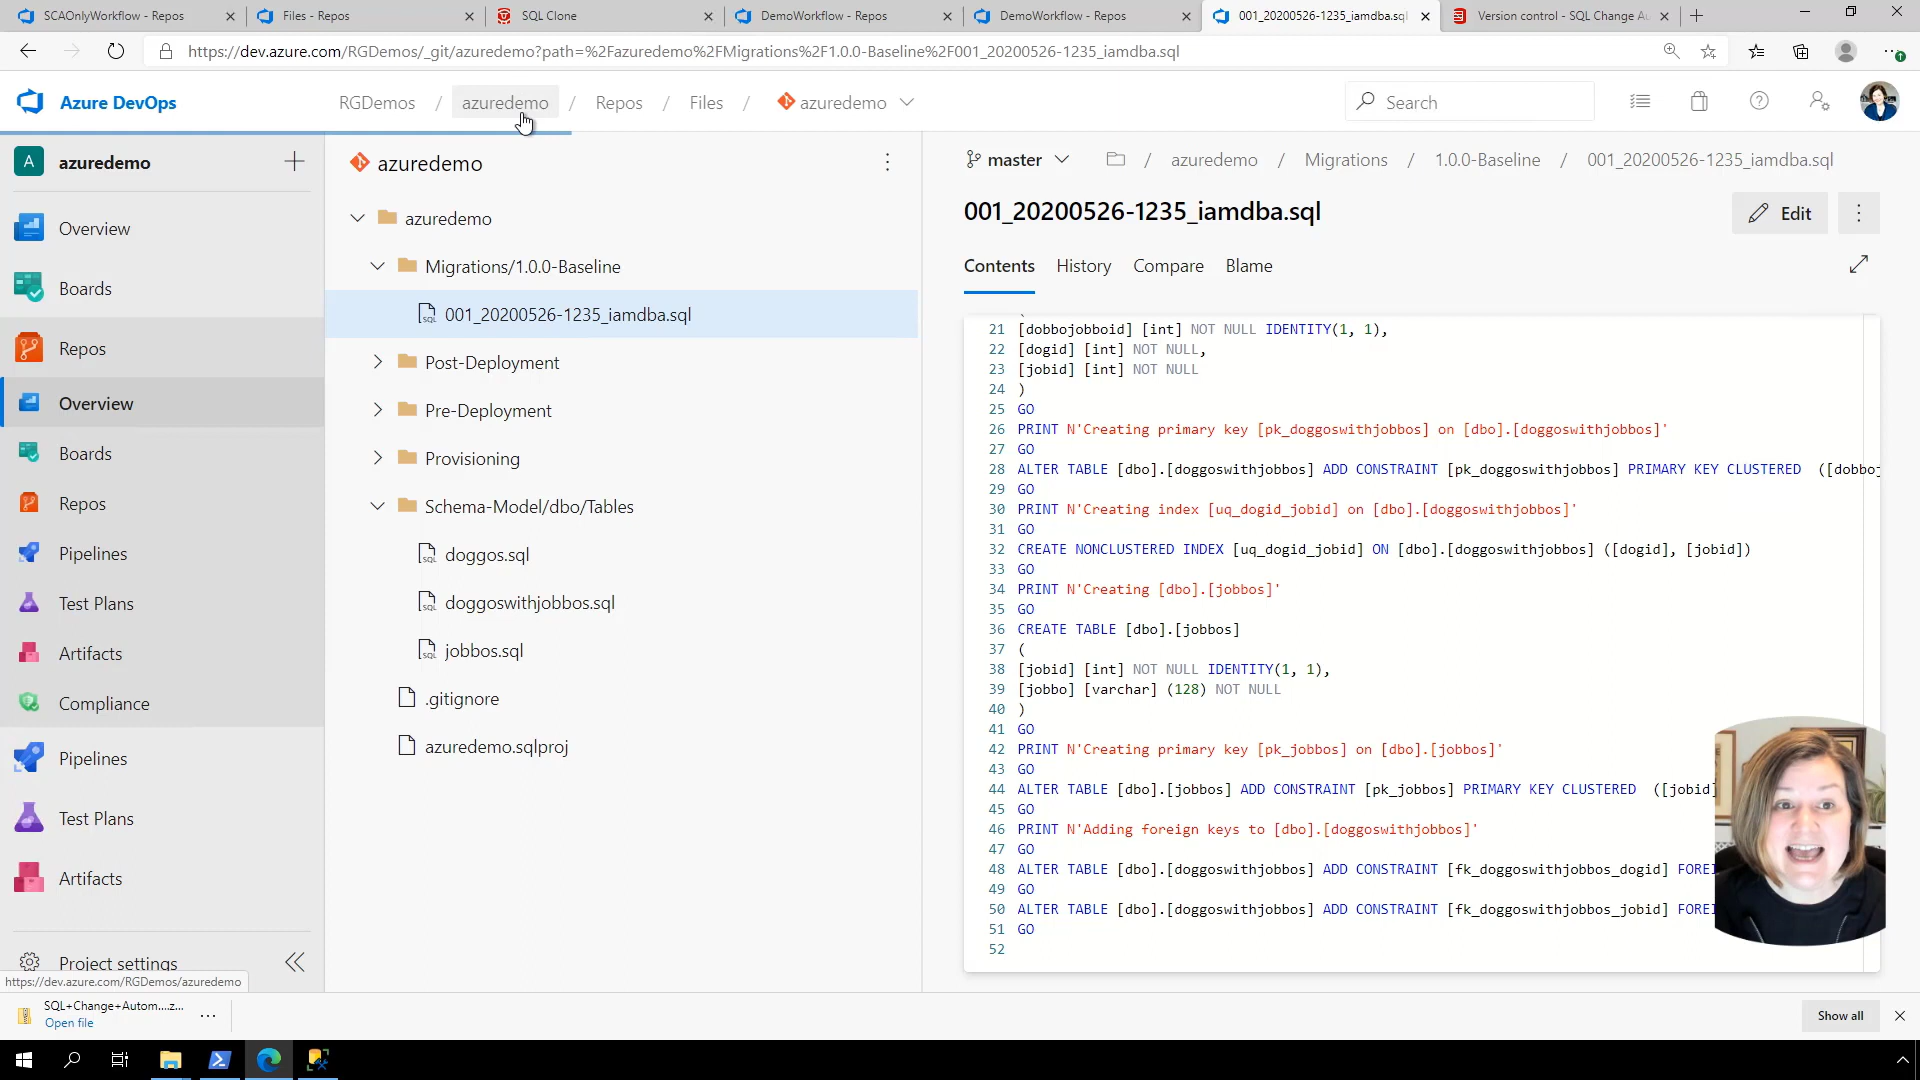 SCAOnlyWorkflow - Repos
Files - Repos
SQL Clone
DemoWorkflow - Repos
DemoWorkflow - Repos
001_20200526-1235_iamdba.sql
Version control - SQL Change Au
https://dev.azure.com/RGDemos/_git/azuredemo?path=%2Fazuredemo%2FMigrations%2F1.0.0-Baseline%2F001_20200526-1235_iamdba.sql
Azure DevOps
RGDemos / azuredemo / Repos / Files / azuredemo
Search
A azuredemo
Overview
Boards
Repos
Overview
Boards
Repos
Pipelines
Test Plans
Artifacts
Compliance
Pipelines
Test Plans
Artifacts
Project settings
https://dev.azure.com/RGDemos/azuredemo
azuredemo
azuredemo
Migrations/1.0.0-Baseline
001_20200526-1235_iamdba.sql
Post-Deployment
Pre-Deployment
Provisioning
Schema-Model/dbo/Tables
doggos.sql
doggoswithjobbos.sql
jobbos.sql
.gitignore
azuredemo.sqlproj
master / azuredemo / Migrations / 1.0.0-Baseline / 001_20200526-1235_iamdba.sql
001_20200526-1235_iamdba.sql
Edit
Contents History Compare Blame
21 [dobbojobboid] [int] NOT NULL IDENTITY(1, 1),
22 [dogid] [int] NOT NULL,
23 [jobid] [int] NOT NULL
24 )
25 GO
26 PRINT N'Creating primary key [pk_doggoswithjobbos] on [dbo].[doggoswithjobbos]'
27 GO
28 ALTER TABLE [dbo].[doggoswithjobbos] ADD CONSTRAINT [pk_doggoswithjobbos] PRIMARY KEY CLUSTERED ([dobboj
29 GO
30 PRINT N'Creating index [uq_dogid_jobid] on [dbo].[doggoswithjobbos]'
31 GO
32 CREATE NONCLUSTERED INDEX [uq_dogid_jobid] ON [dbo].[doggoswithjobbos] ([dogid], [jobid])
33 GO
34 PRINT N'Creating [dbo].[jobbos]'
35 GO
36 CREATE TABLE [dbo].[jobbos]
37 (
38 [jobid] [int] NOT NULL IDENTITY(1, 1),
39 [jobbo] [varchar] (128) NOT NULL
40 )
41 GO
42 PRINT N'Creating primary key [pk_jobbos] on [dbo].[jobbos]'
43 GO
44 ALTER TABLE [dbo].[jobbos] ADD CONSTRAINT [pk_jobbos] PRIMARY KEY CLUSTERED ([jobid]
45 GO
46 PRINT N'Adding foreign keys to [dbo].[doggoswithjobbos]'
47 GO
48 ALTER TABLE [dbo].[doggoswithjobbos] ADD CONSTRAINT [fk_doggoswithjobbos_dogid] FOREI
49 GO
50 ALTER TABLE [dbo].[doggoswithjobbos] ADD CONSTRAINT [fk_doggoswithjobbos_jobid] FOREI
51 GO
52
SQL+Change+Autom....z...
Open file
Show all